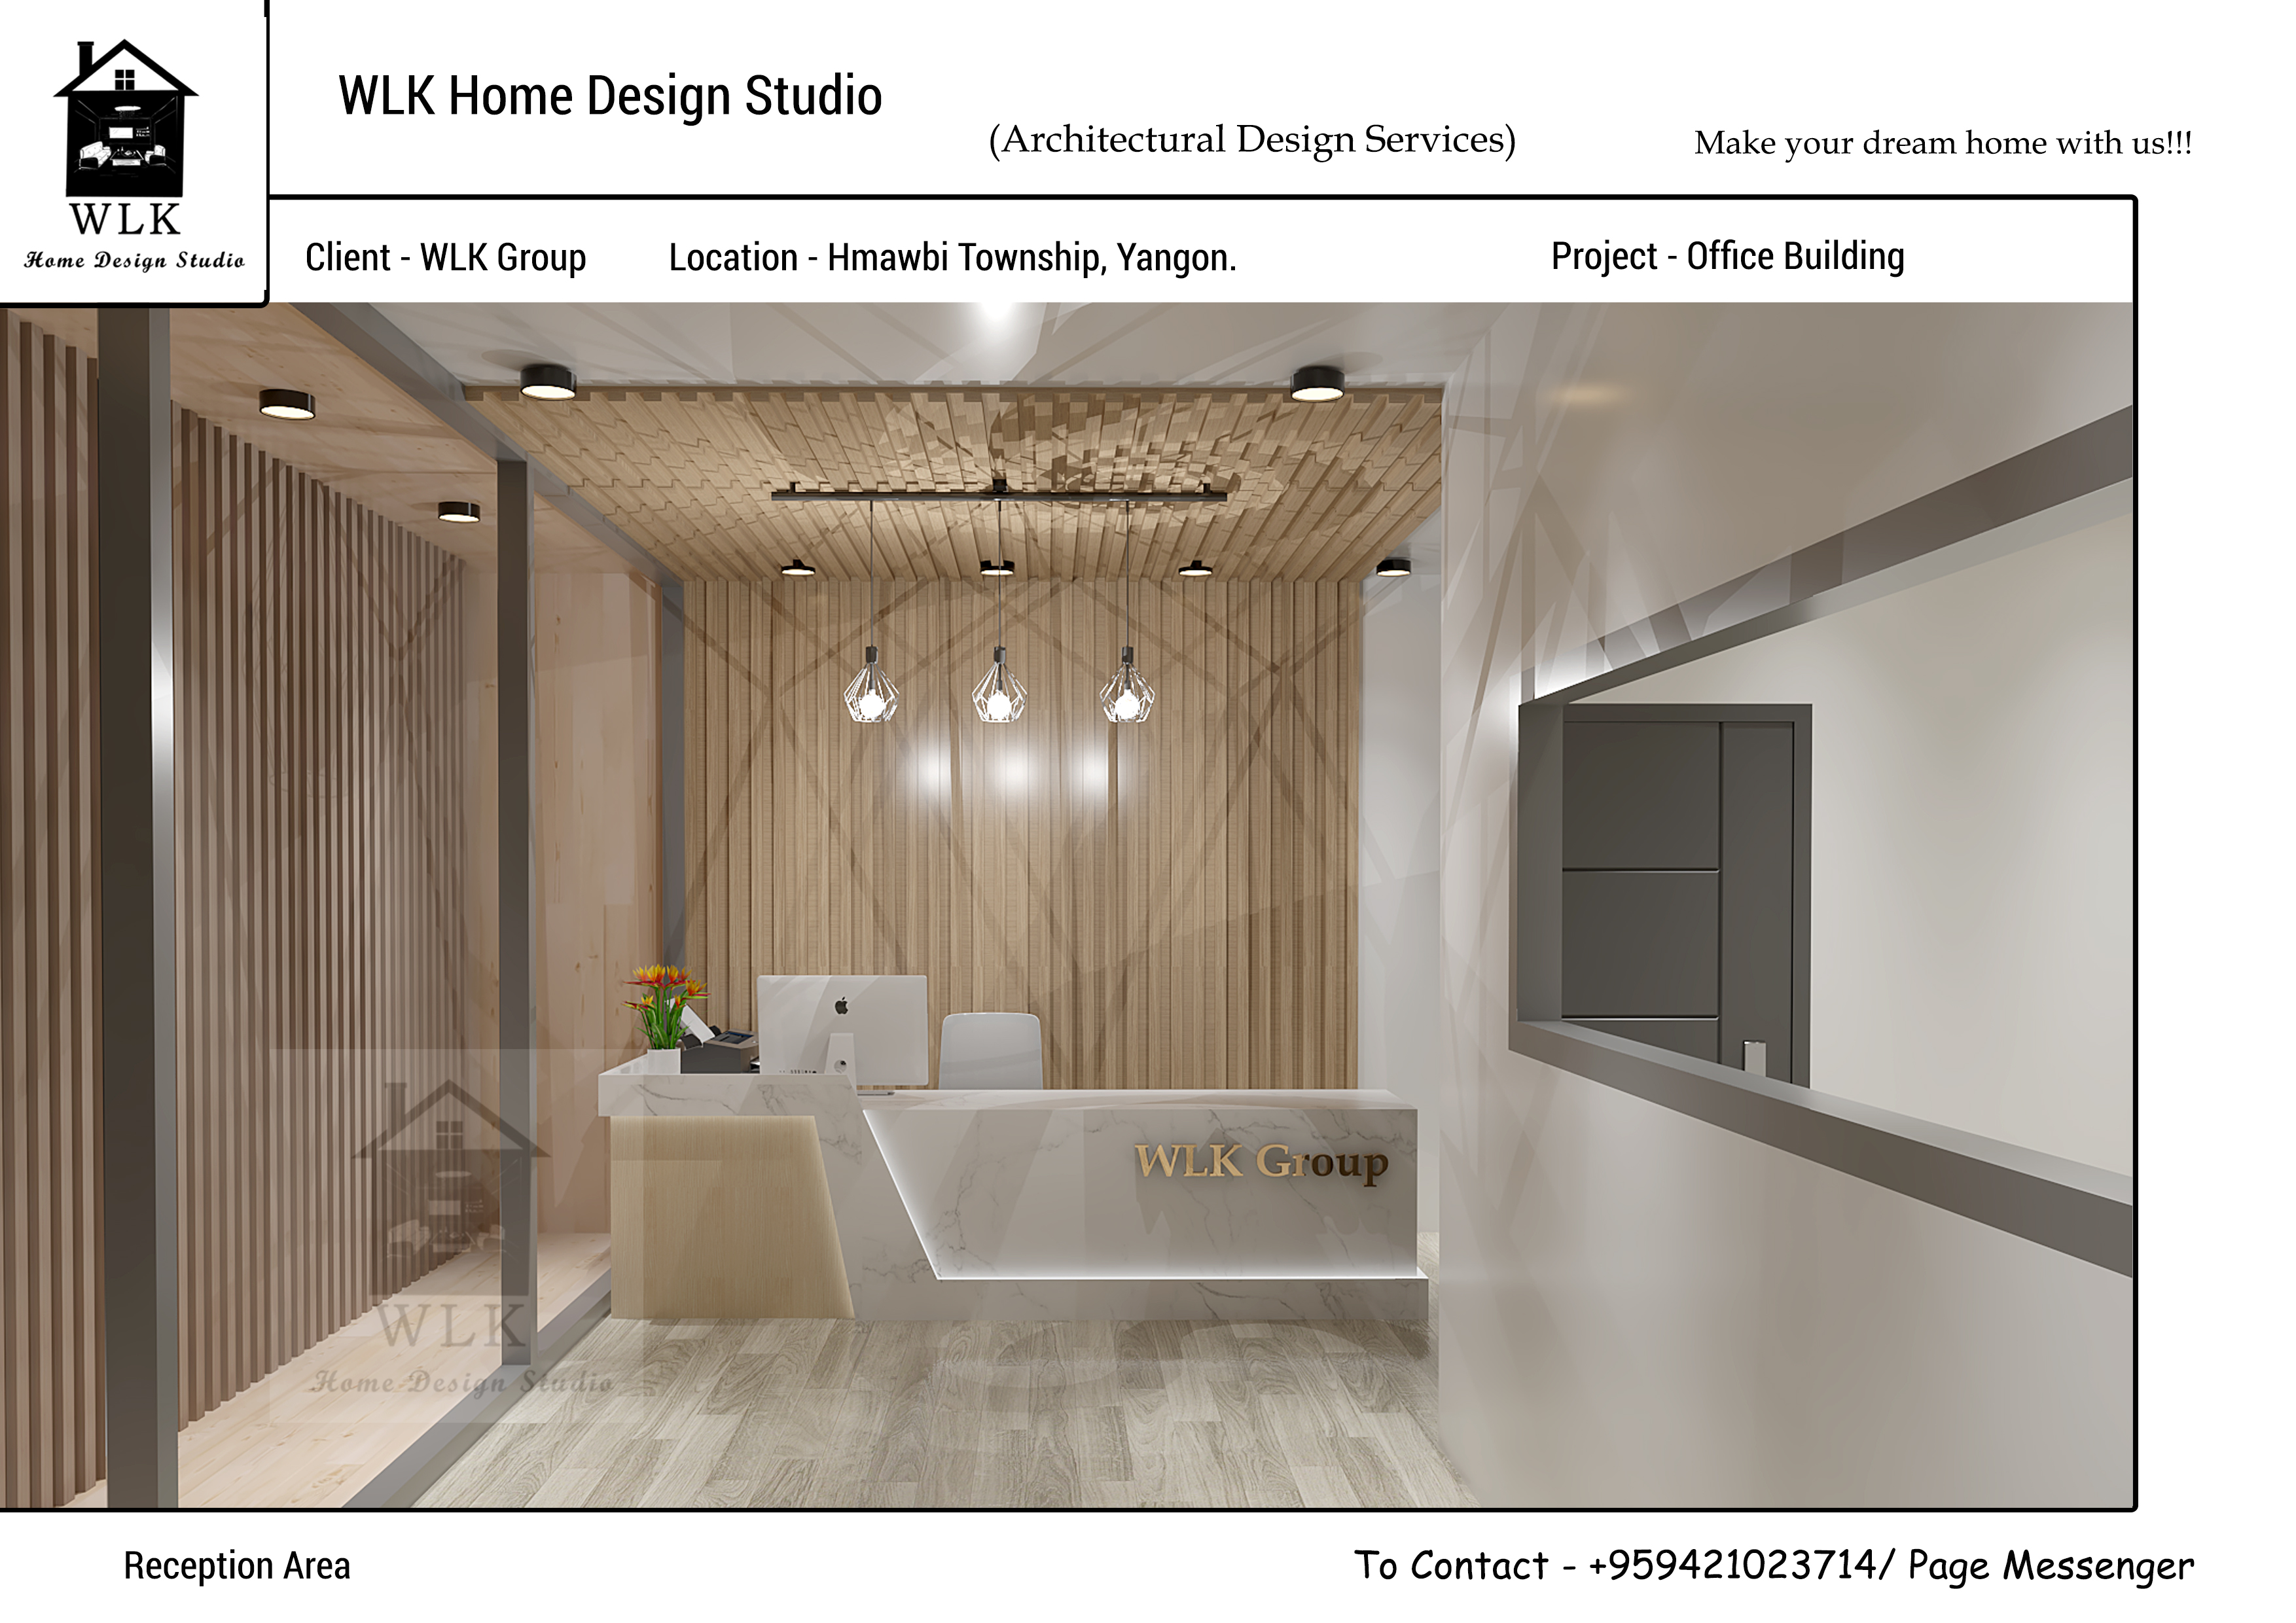 WLK
Home Design Studio
WLK Home Design Studio
(Architectural Design Services)
Make your dream home with us!!!
Client - WLK Group
Location - Hmawbi Township, Yangon.
Project - Office Building
WLK Group
WLK
Home Design Studio
Reception Area
To Contact - +959421023714/ Page Messenger